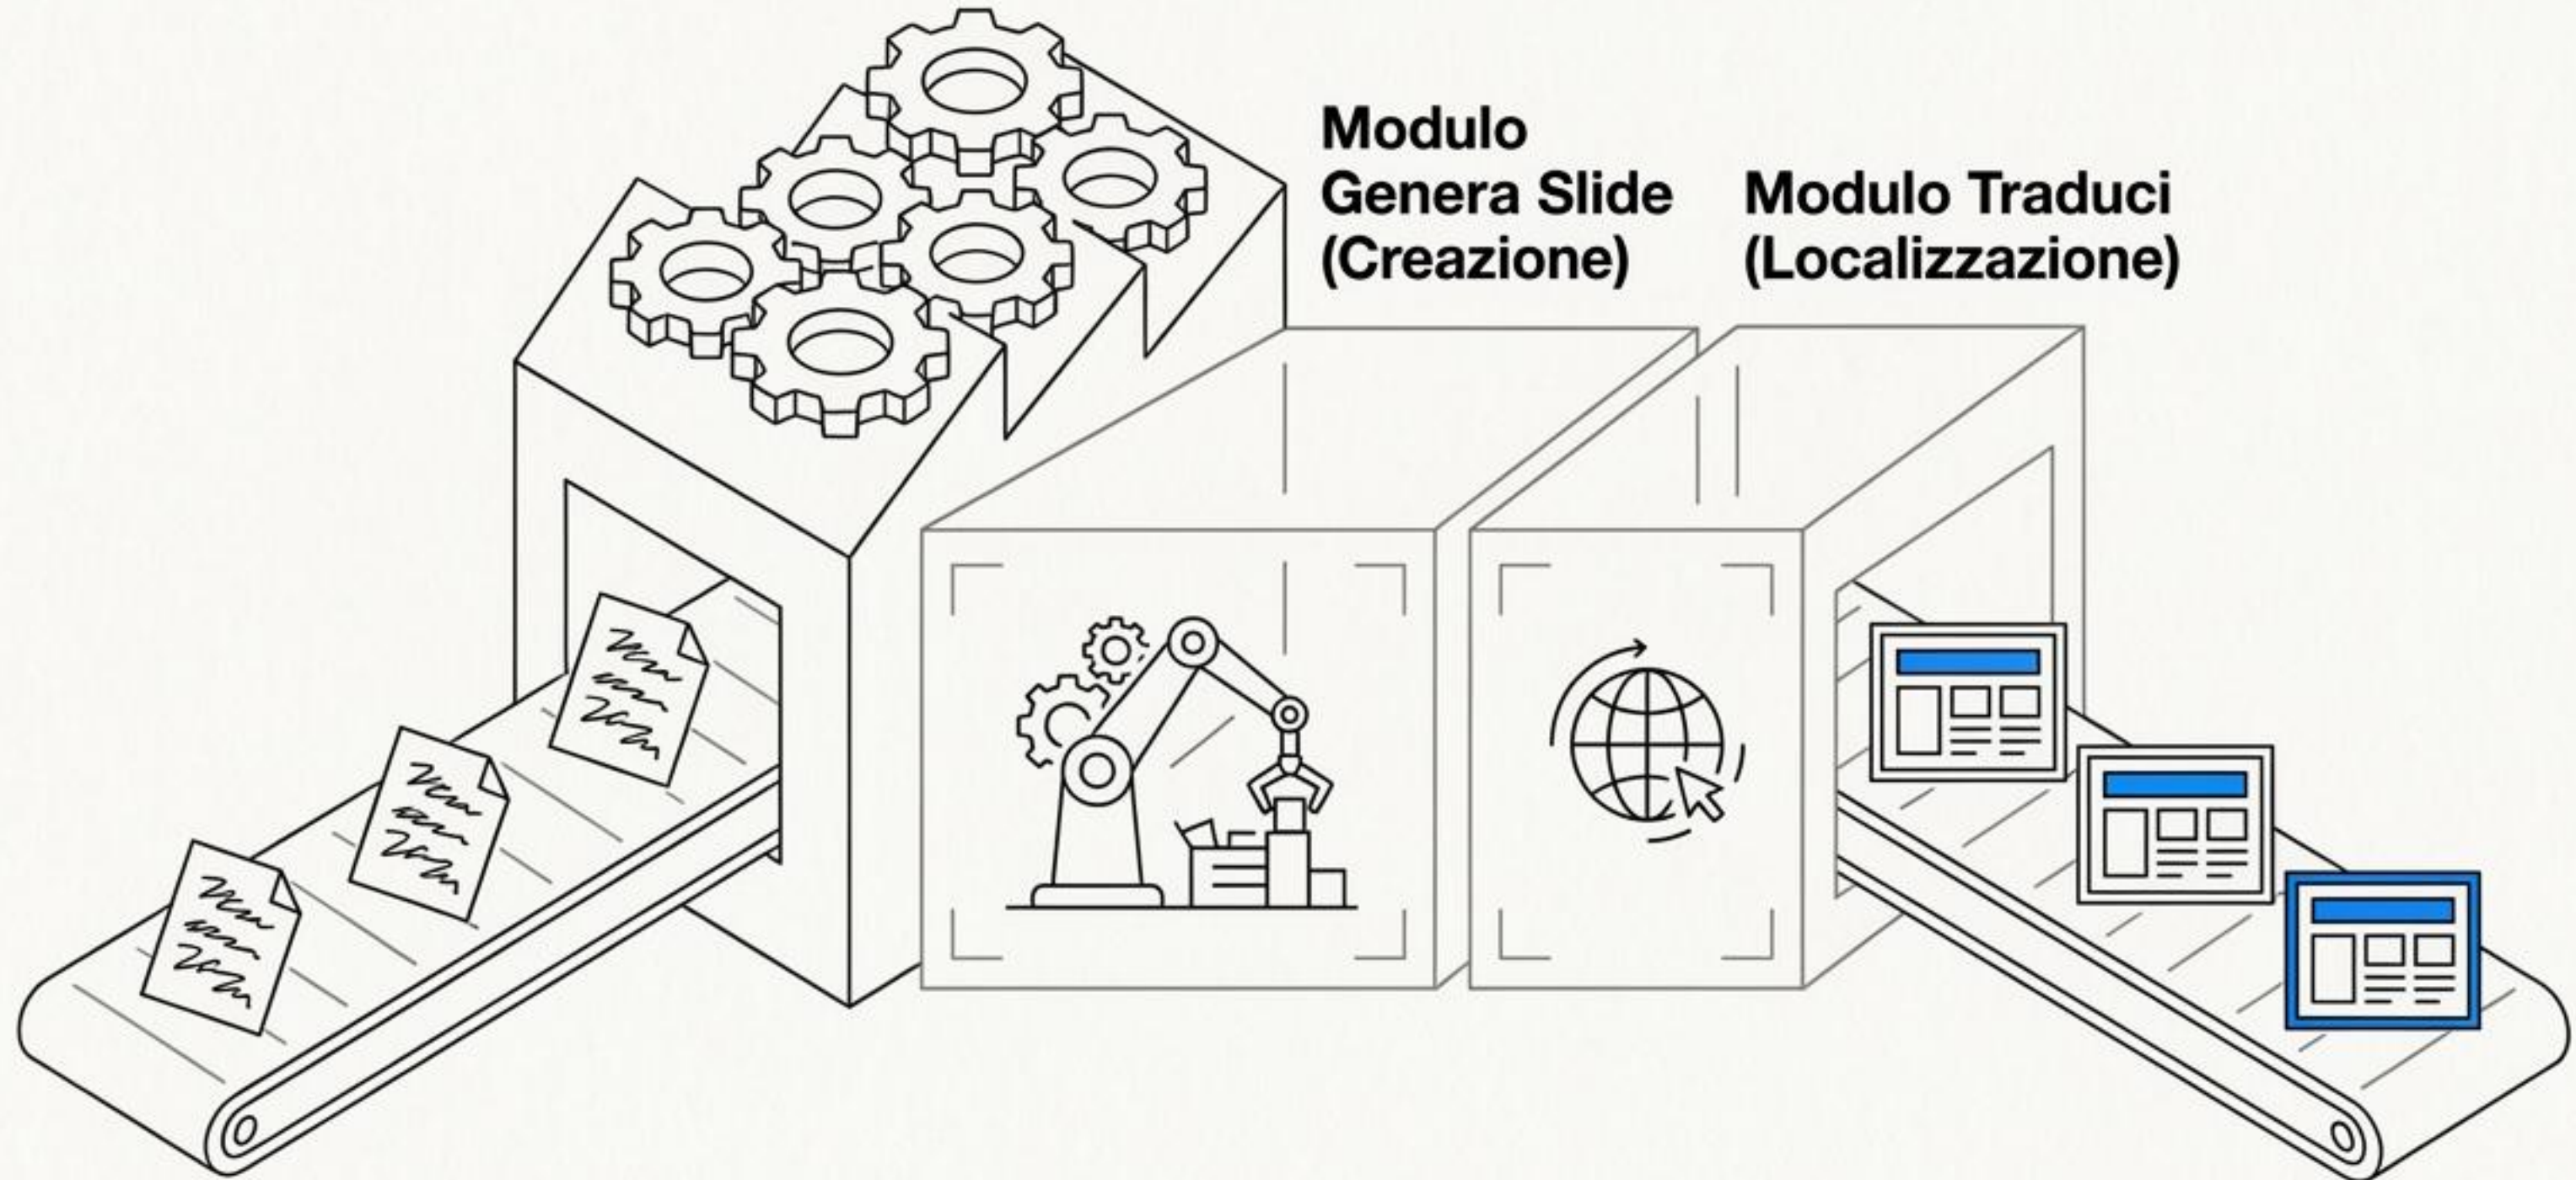 Modulo
Genera Slide
(Creazione)
Modulo Traduci
(Localizzazione)